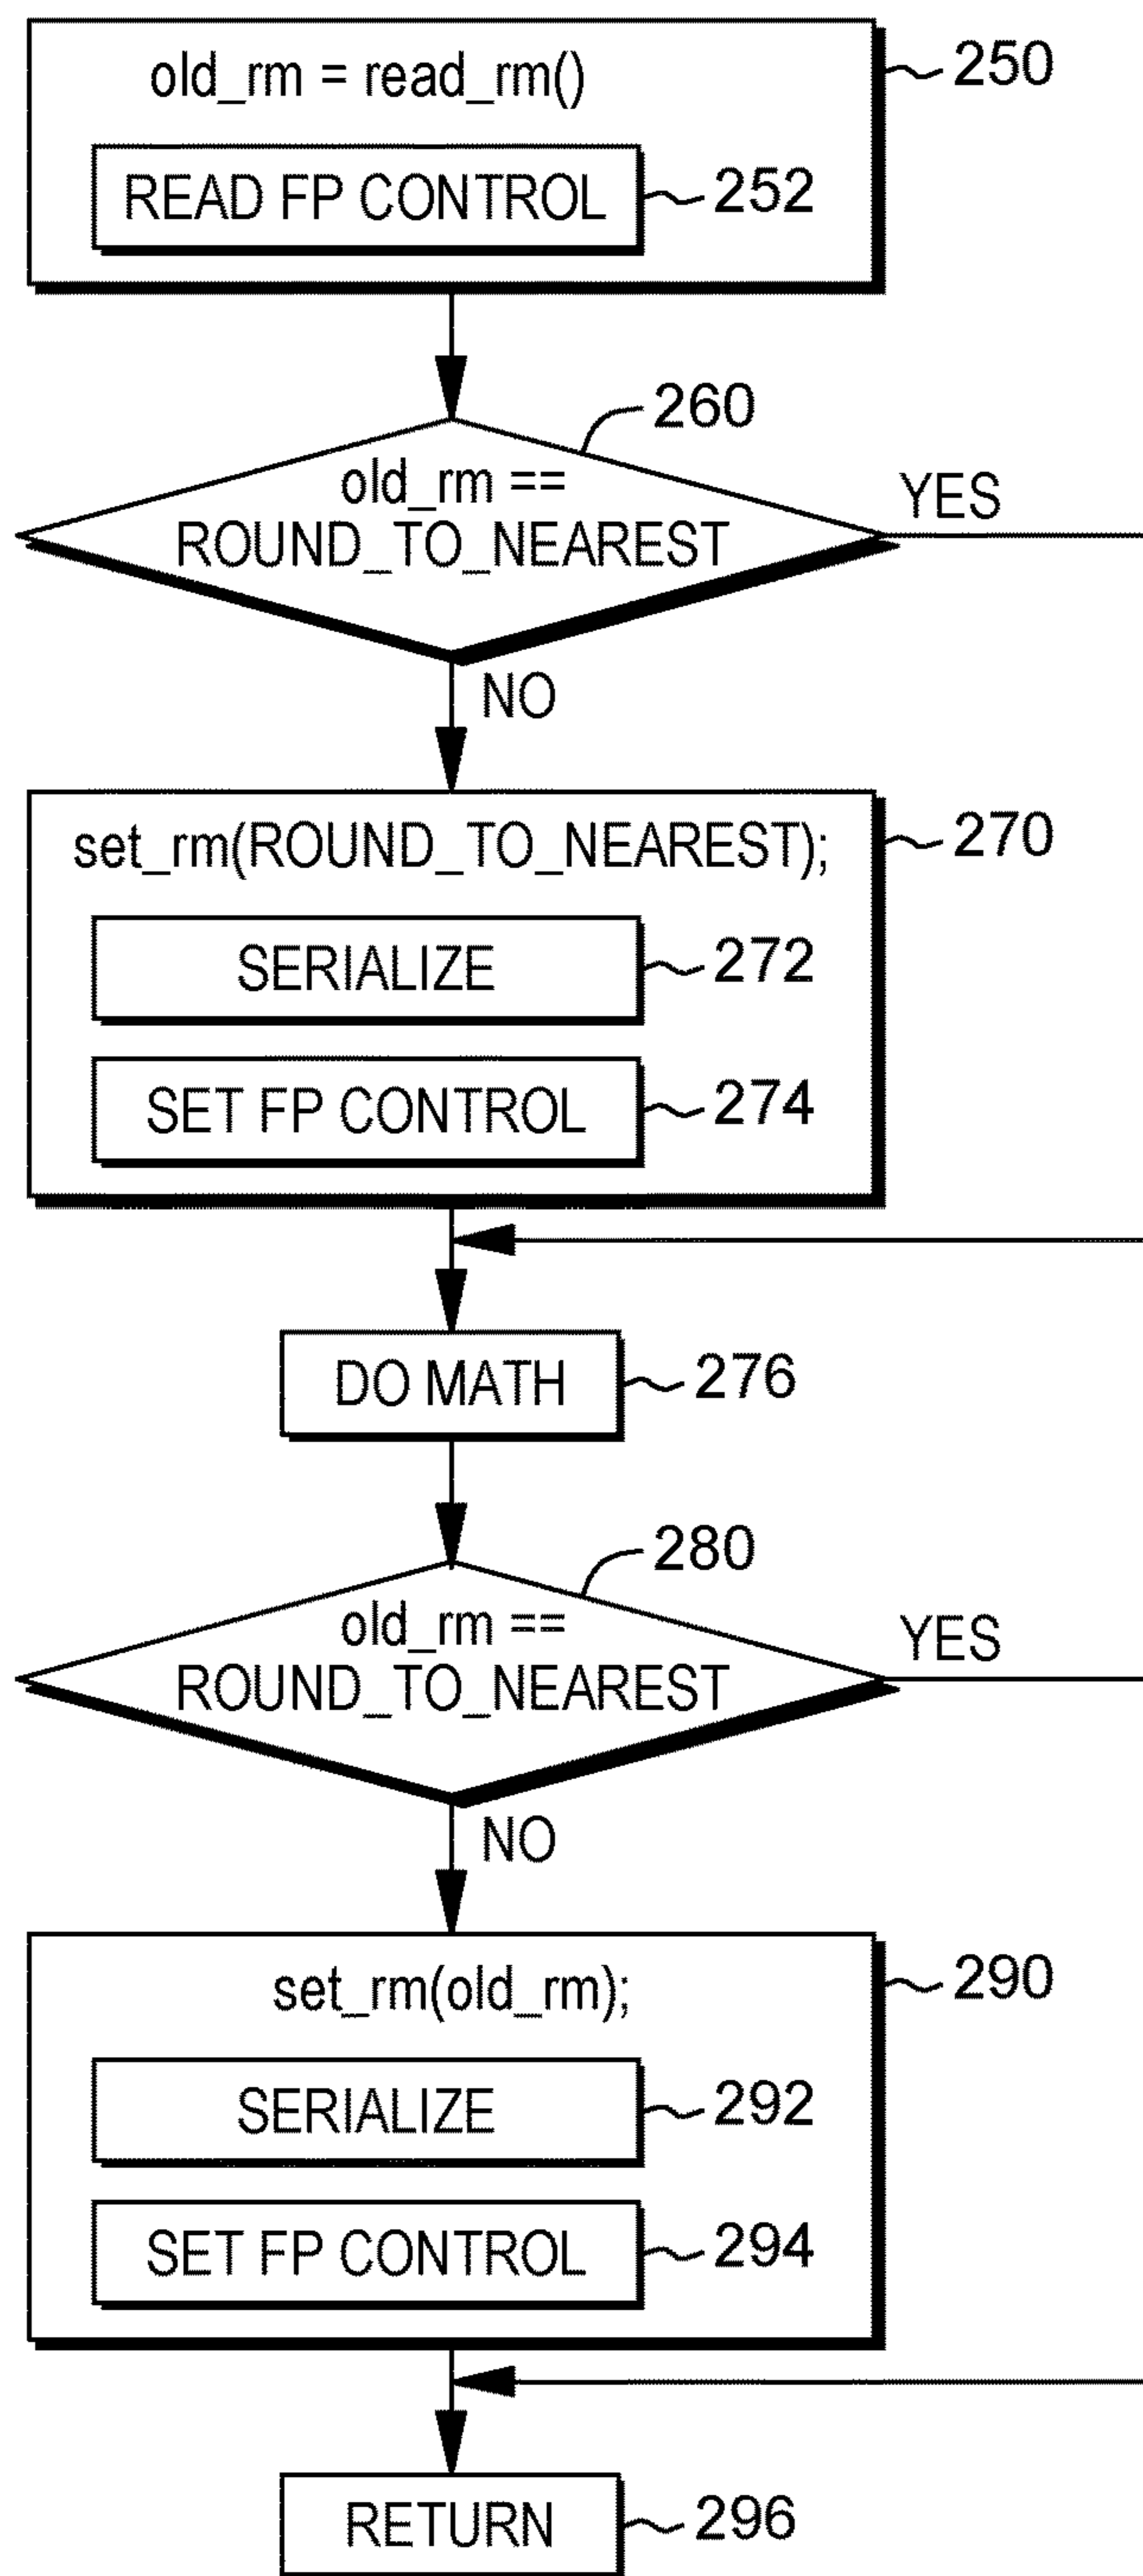 old_rm = read_rm()
250
READ FP CONTROL
252
260
old_rm ==
ROUND_TO_NEAREST
YES
NO
set_rm(ROUND_TO_NEAREST);
270
SERIALIZE
272
SET FP CONTROL
274
DO MATH
276
280
old_rm ==
ROUND_TO_NEAREST
YES
NO
set_rm(old_rm);
290
SERIALIZE
292
SET FP CONTROL
294
RETURN
296